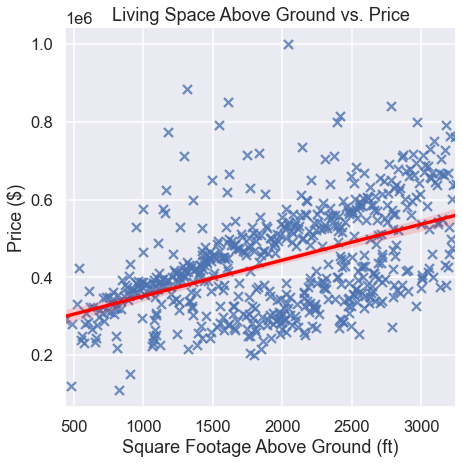 Living Space Above Ground vs. Price
1e6
1.0
0.8
0.6
0.4
0.2
Price ($)
500 1000 1500 2000 2500 3000
Square Footage Above Ground (ft)